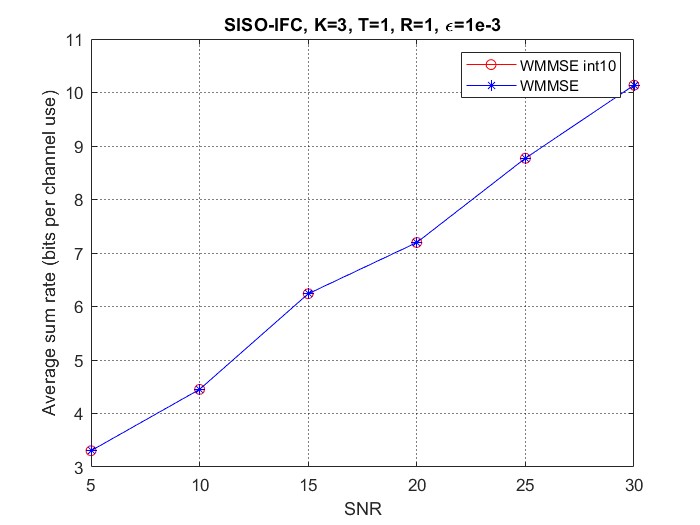 SISO-IFC, K=3, T=1, R=1, ϵ=1e-3
WMMSE int10
WMMSE
Average sum rate (bits per channel use)
11
10
9
8
7
6
5
4
3
5 10 15 20 25 30
SNR